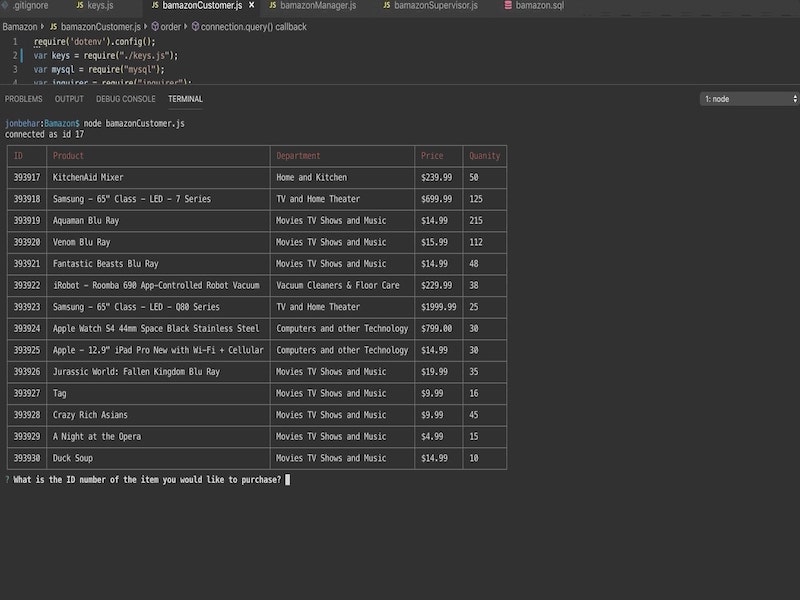 .gitignore JS keys.js JS bamazonCustomer.js × JS bamazonManager.js JS bamazonSupervisor.js bamazon.sql
Bamazon › JS bamazonCustomer.js › order › connection.query() callback
1 require('dotenv').config();
2 var keys = require("./keys.js");
3 var mysql = require("mysql");
4 var inquirer = require("inquirer");
PROBLEMS OUTPUT DEBUG CONSOLE TERMINAL 1: node
jonbehar:Bamazon$ node bamazonCustomer.js
connected as id 17
ID Product Department Price Quanity
393917 KitchenAid Mixer Home and Kitchen $239.99 50
393918 Samsung - 65" Class - LED - 7 Series TV and Home Theater $699.99 125
393919 Aquaman Blu Ray Movies TV Shows and Music $14.99 215
393920 Venom Blu Ray Movies TV Shows and Music $15.99 112
393921 Fantastic Beasts Blu Ray Movies TV Shows and Music $14.99 48
393922 iRobot - Roomba 690 App-Controlled Robot Vacuum Vacuum Cleaners & Floor Care $229.99 38
393923 Samsung - 65" Class - LED - Q80 Series TV and Home Theater $1999.99 25
393924 Apple Watch S4 44mm Space Black Stainless Steel Computers and other Technology $799.00 30
393925 Apple - 12.9" iPad Pro New with Wi-Fi + Cellular Computers and other Technology $14.99 30
393926 Jurassic World: Fallen Kingdom Blu Ray Movies TV Shows and Music $19.99 35
393927 Tag Movies TV Shows and Music $9.99 16
393928 Crazy Rich Asians Movies TV Shows and Music $9.99 45
393929 A Night at the Opera Movies TV Shows and Music $4.99 15
393930 Duck Soup Movies TV Shows and Music $14.99 10
? What is the ID number of the item you would like to purchase?